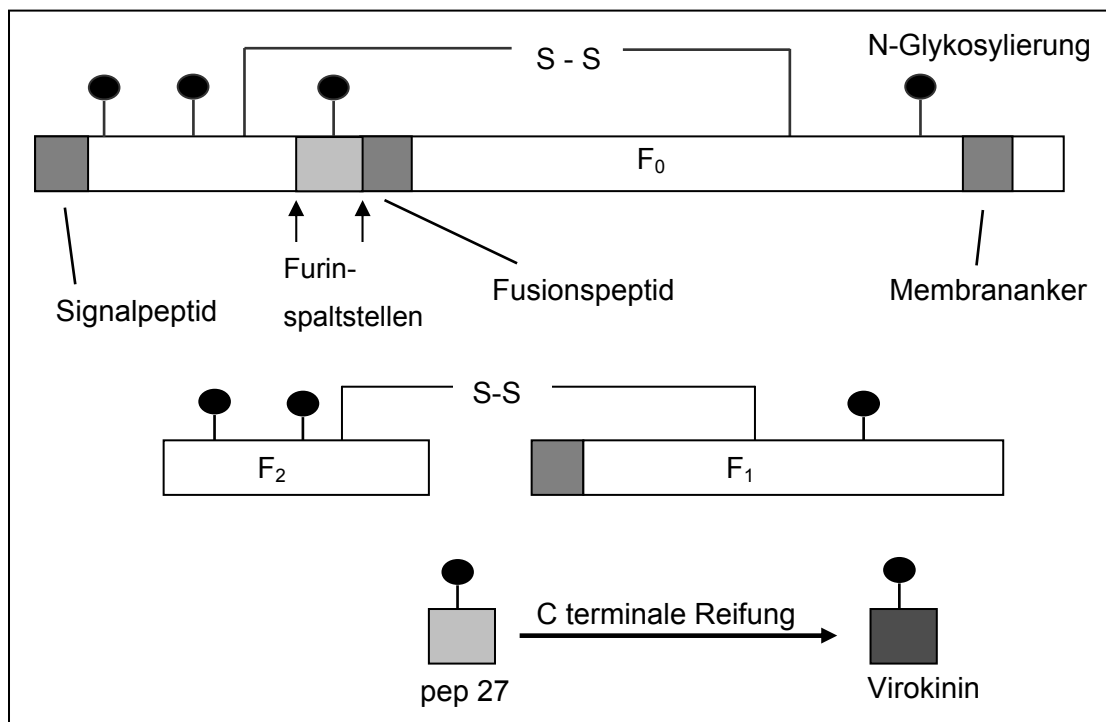 N-Glykosylierung
S - S
F₀
Furin-
spaltstellen
Signalpeptid
Fusionspeptid
Membrananker
S-S
F₂
F₁
C terminale Reifung
pep 27
Virokinin